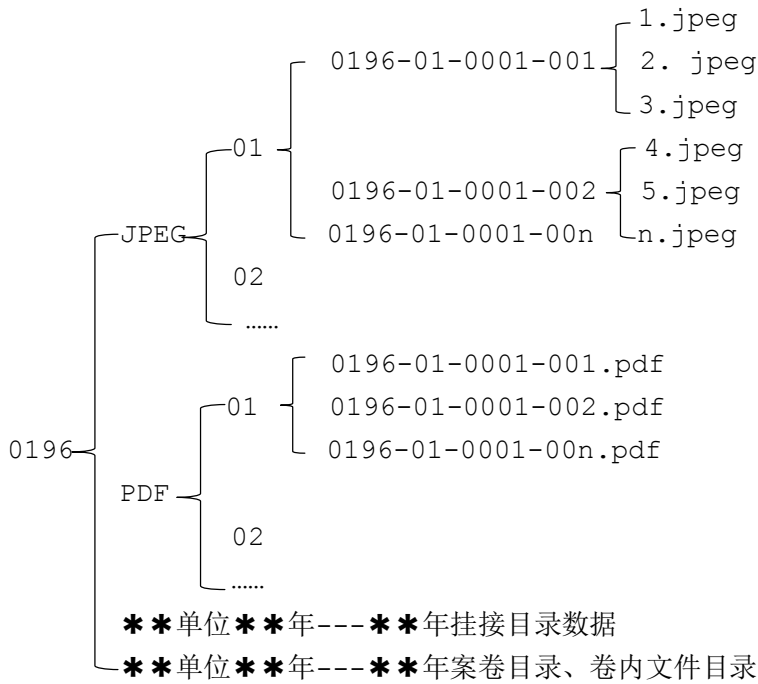 1.jpeg
0196-01-0001-001 2. jpeg
3.jpeg
01 4.jpeg
0196-01-0001-002 5.jpeg
JPEG 0196-01-0001-00n n.jpeg
02
……
0196-01-0001-001.pdf
01 0196-01-0001-002.pdf
0196 0196-01-0001-00n.pdf
PDF
02
……
✱✱单位✱✱年---✱✱年挂接目录数据
✱✱单位✱✱年---✱✱年案卷目录、卷内文件目录